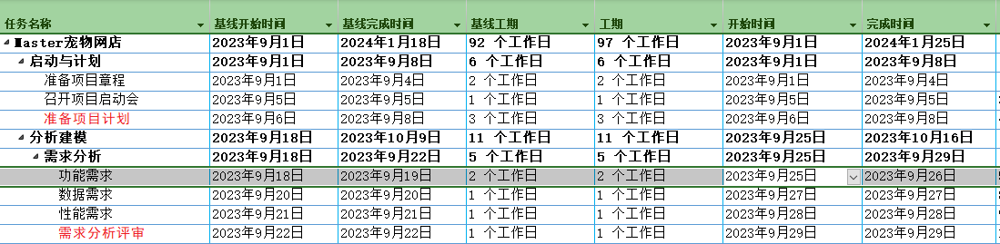 任务名称 基线开始时间 基线完成时间 基线工期 工期 开始时间 完成时间
Master宠物网店 2023年9月1日 2024年1月18日 92 个工作日 97 个工作日 2023年9月1日 2024年1月25日
启动与计划 2023年9月1日 2023年9月8日 6 个工作日 6 个工作日 2023年9月1日 2023年9月8日
准备项目章程 2023年9月1日 2023年9月4日 2 个工作日 2 个工作日 2023年9月1日 2023年9月4日
召开项目启动会 2023年9月5日 2023年9月5日 1 个工作日 1 个工作日 2023年9月5日 2023年9月5日
准备项目计划 2023年9月6日 2023年9月8日 3 个工作日 3 个工作日 2023年9月6日 2023年9月8日
分析建模 2023年9月18日 2023年10月9日 11 个工作日 11 个工作日 2023年9月25日 2023年10月16日
需求分析 2023年9月18日 2023年9月22日 5 个工作日 5 个工作日 2023年9月25日 2023年9月29日
功能需求 2023年9月18日 2023年9月19日 2 个工作日 2 个工作日 2023年9月25日 2023年9月26日
数据需求 2023年9月20日 2023年9月20日 1 个工作日 1 个工作日 2023年9月27日 2023年9月27日
性能需求 2023年9月21日 2023年9月21日 1 个工作日 1 个工作日 2023年9月28日 2023年9月28日
需求分析评审 2023年9月22日 2023年9月22日 1 个工作日 1 个工作日 2023年9月29日 2023年9月29日